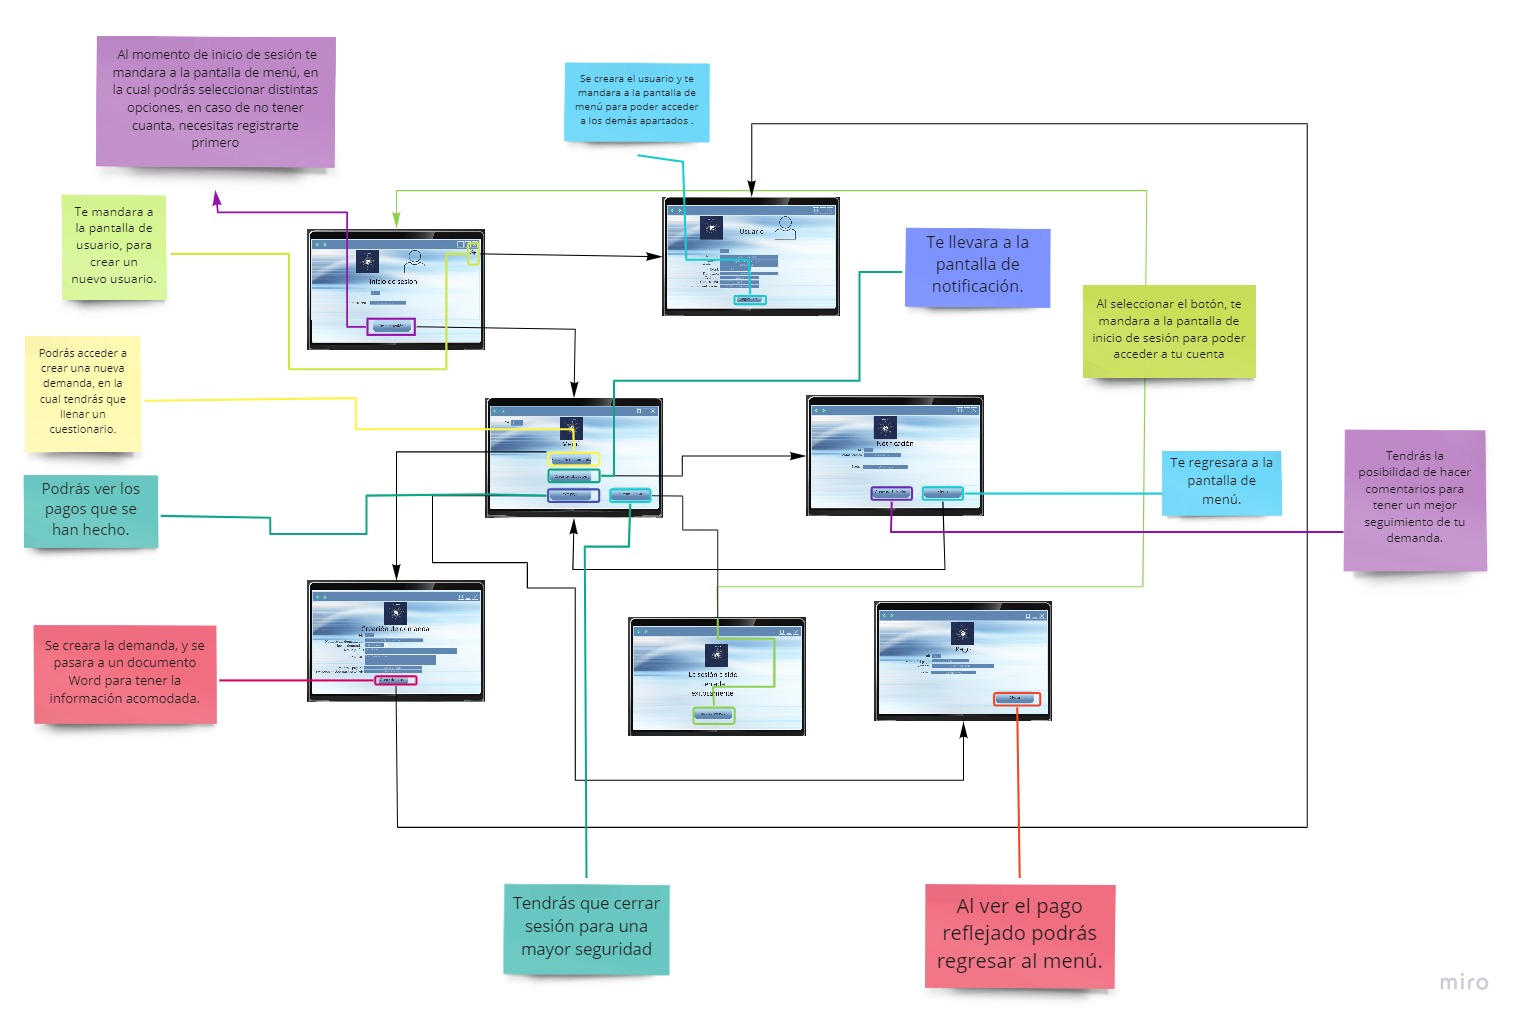 Al momento de inicio de sesión te
mandara a la pantalla de menú, en
la cual podrás seleccionar distintas
opciones, en caso de no tener
cuanta, necesitas registrarte
primero
Se creara el usuario y te
mandara a la pantalla de
menú para poder acceder
a los demás apartados .
Te mandara a
la pantalla de
usuario, para
crear un
nuevo usuario.
Inicio de sesion
Usuario
Te llevara a la
pantalla de
notificación.
Al seleccionar el botón, te
mandara a la pantalla de
inicio de sesión para poder
acceder a tu cuenta
Podrás acceder a
crear una nueva
demanda, en la
cual tendrás que
llenar un
cuestionario.
Menú
Notificación
Te regresara a la
pantalla de
menú.
Tendrás la
posibilidad de hacer
comentarios para
tener un mejor
seguimiento de tu
demanda.
Podrás ver los
pagos que se
han hecho.
Creación de demanda
La sesión a sido
cerrada
exitosamente
Pago
Se creara la demanda, y se
pasara a un documento
Word para tener la
información acomodada.
Tendrás que cerrar
sesión para una
mayor seguridad
Al ver el pago
reflejado podrás
regresar al menú.
miro